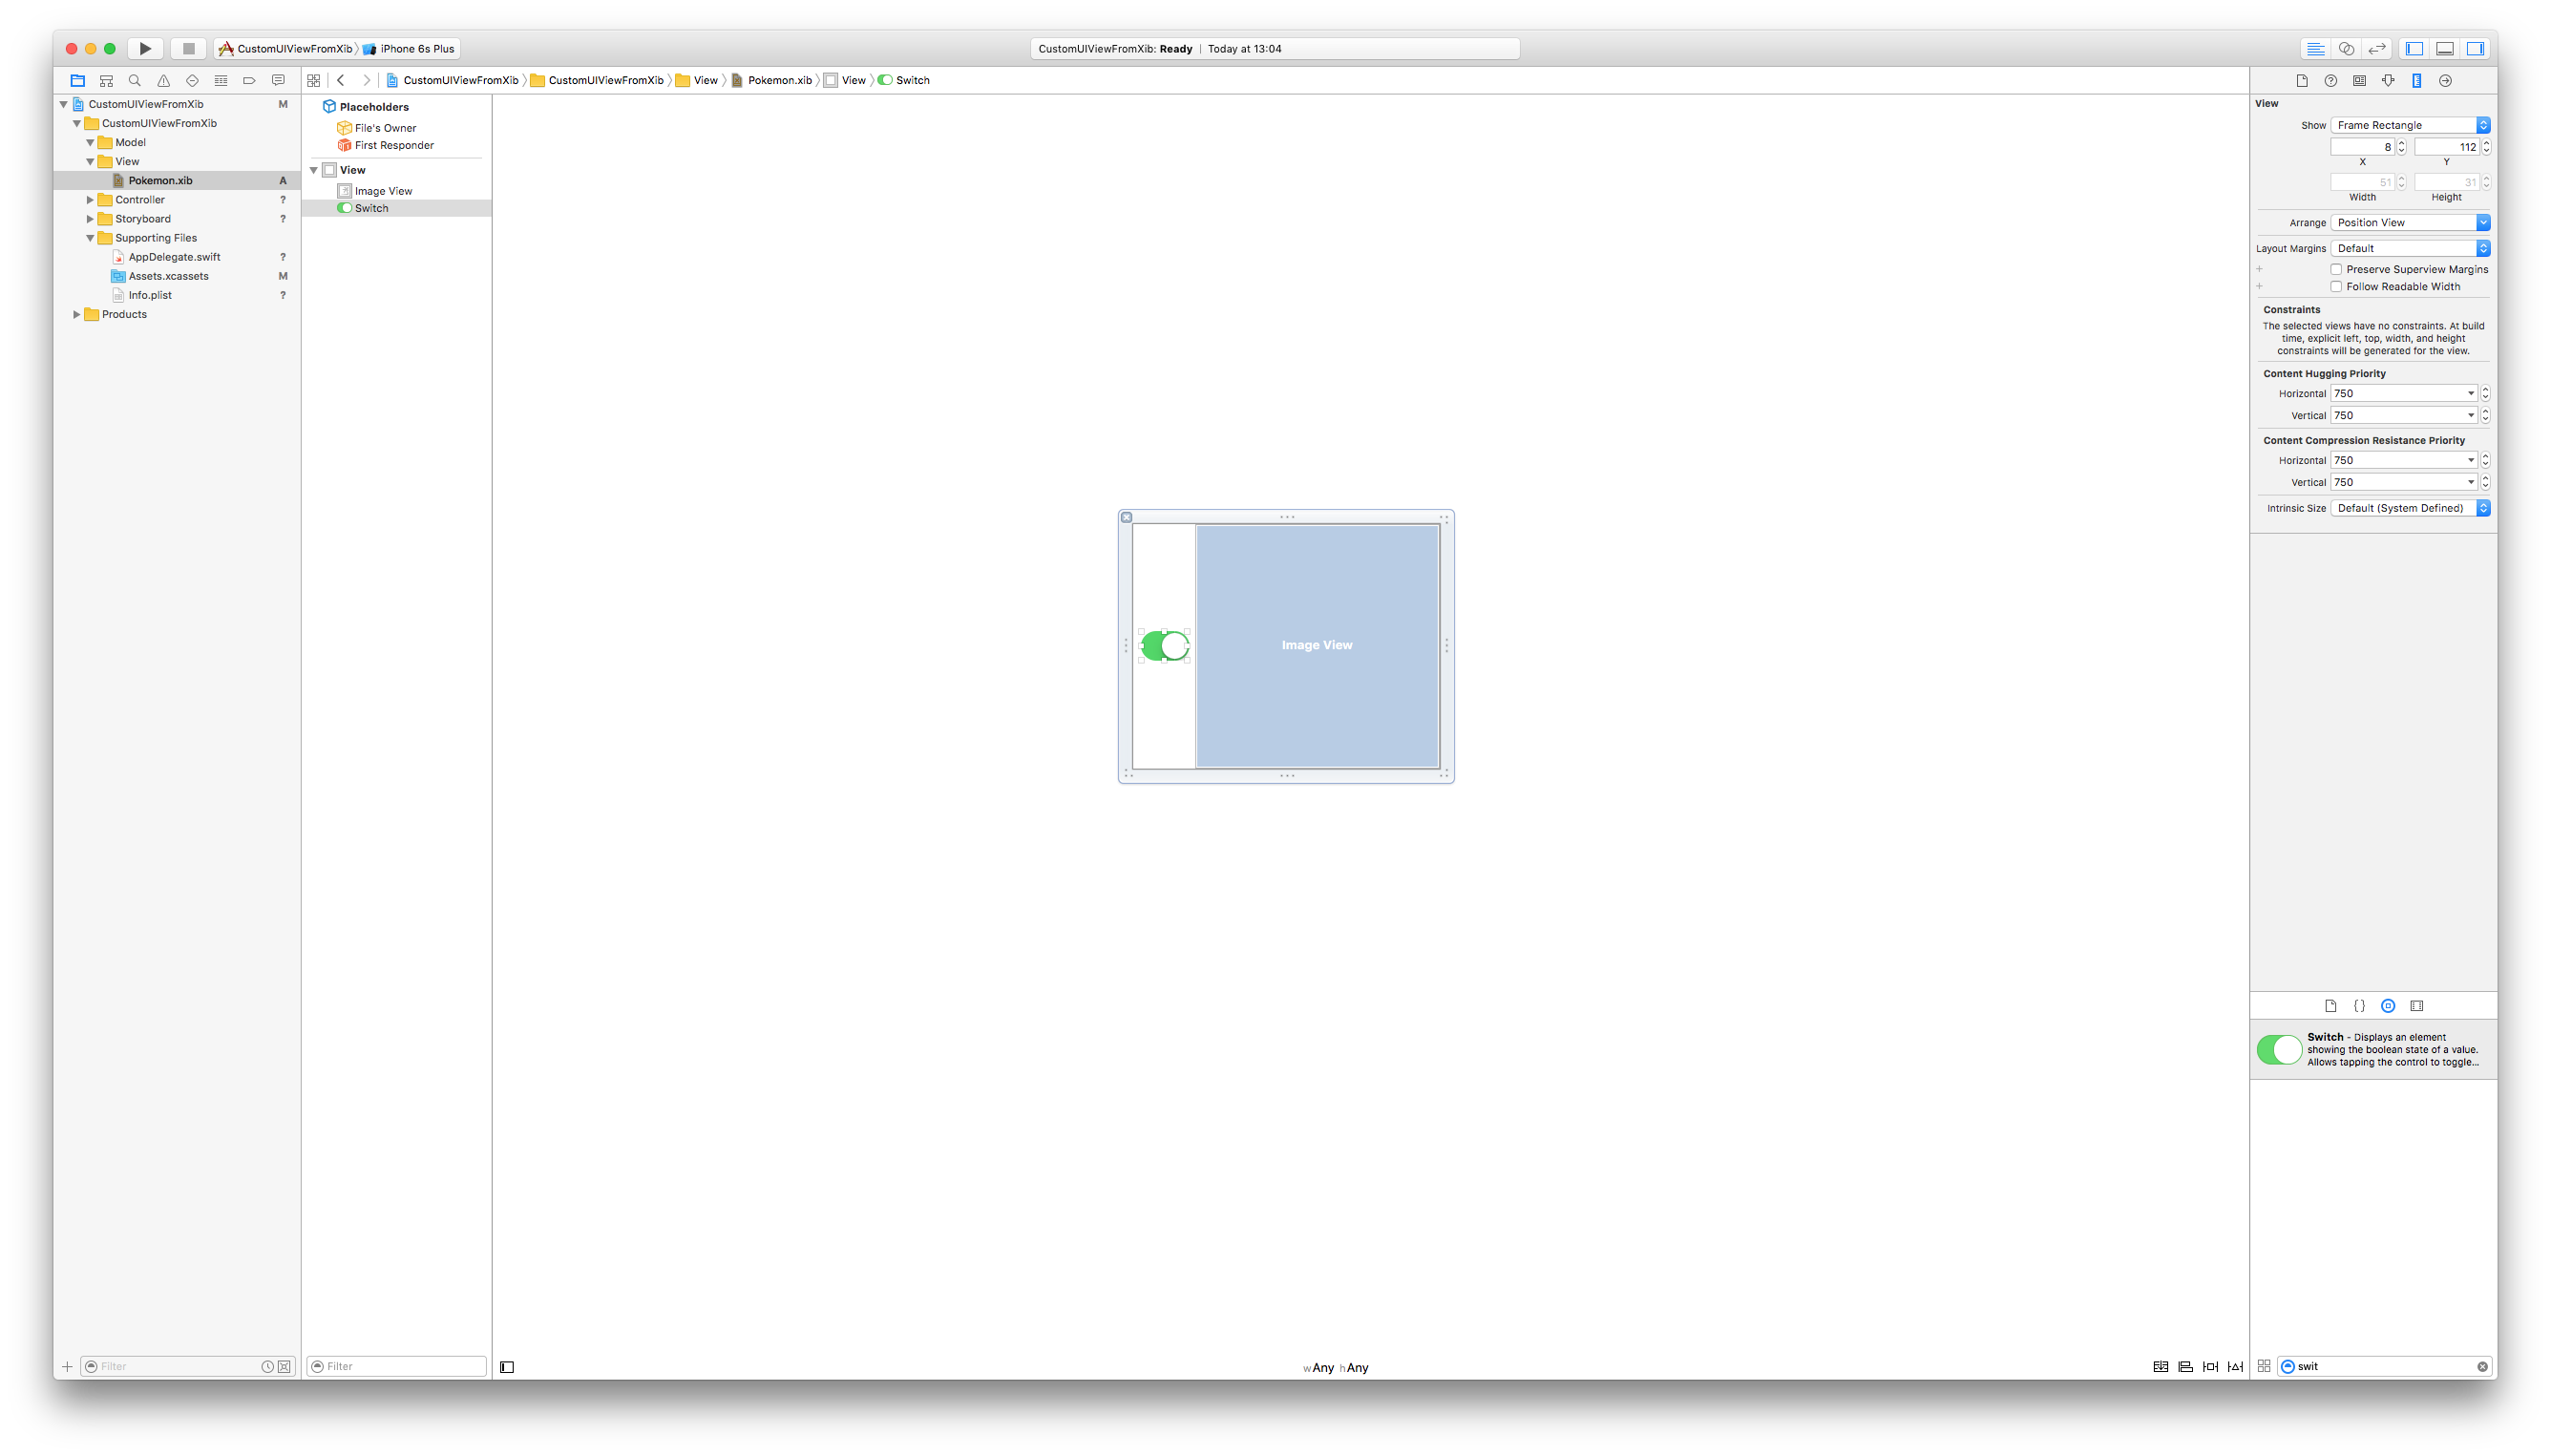 CustomUIViewFromXib iPhone 6s Plus
CustomUIViewFromXib: Ready | Today at 13:04
CustomUIViewFromXib CustomUIViewFromXib View Pokemon.xib View Switch
CustomUIViewFromXib M
CustomUIViewFromXib
Model
View
Pokemon.xib A
Controller ?
Storyboard ?
Supporting Files
AppDelegate.swift ?
Assets.xcassets M
Info.plist ?
Products
Filter
Placeholders
File's Owner
First Responder
View
Image View
Switch
Filter
Image View
wAny hAny
View
Show Frame Rectangle
8 112
X Y
51 31
Width Height
Arrange Position View
Layout Margins Default
+ Preserve Superview Margins
+ Follow Readable Width
Constraints
The selected views have no constraints. At build
time, explicit left, top, width, and height
constraints will be generated for the view.
Content Hugging Priority
Horizontal 750
Vertical 750
Content Compression Resistance Priority
Horizontal 750
Vertical 750
Intrinsic Size Default (System Defined)
{ }
Switch - Displays an element
showing the boolean state of a value.
Allows tapping the control to toggle...
swit